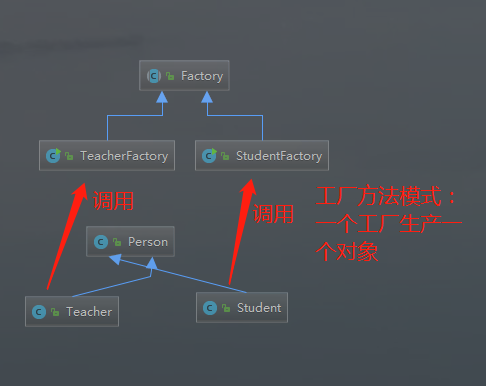 Factory
TeacherFactory
StudentFactory
调用
调用
工厂方法模式：
一个工厂生产一
个对象
Person
Teacher
Student